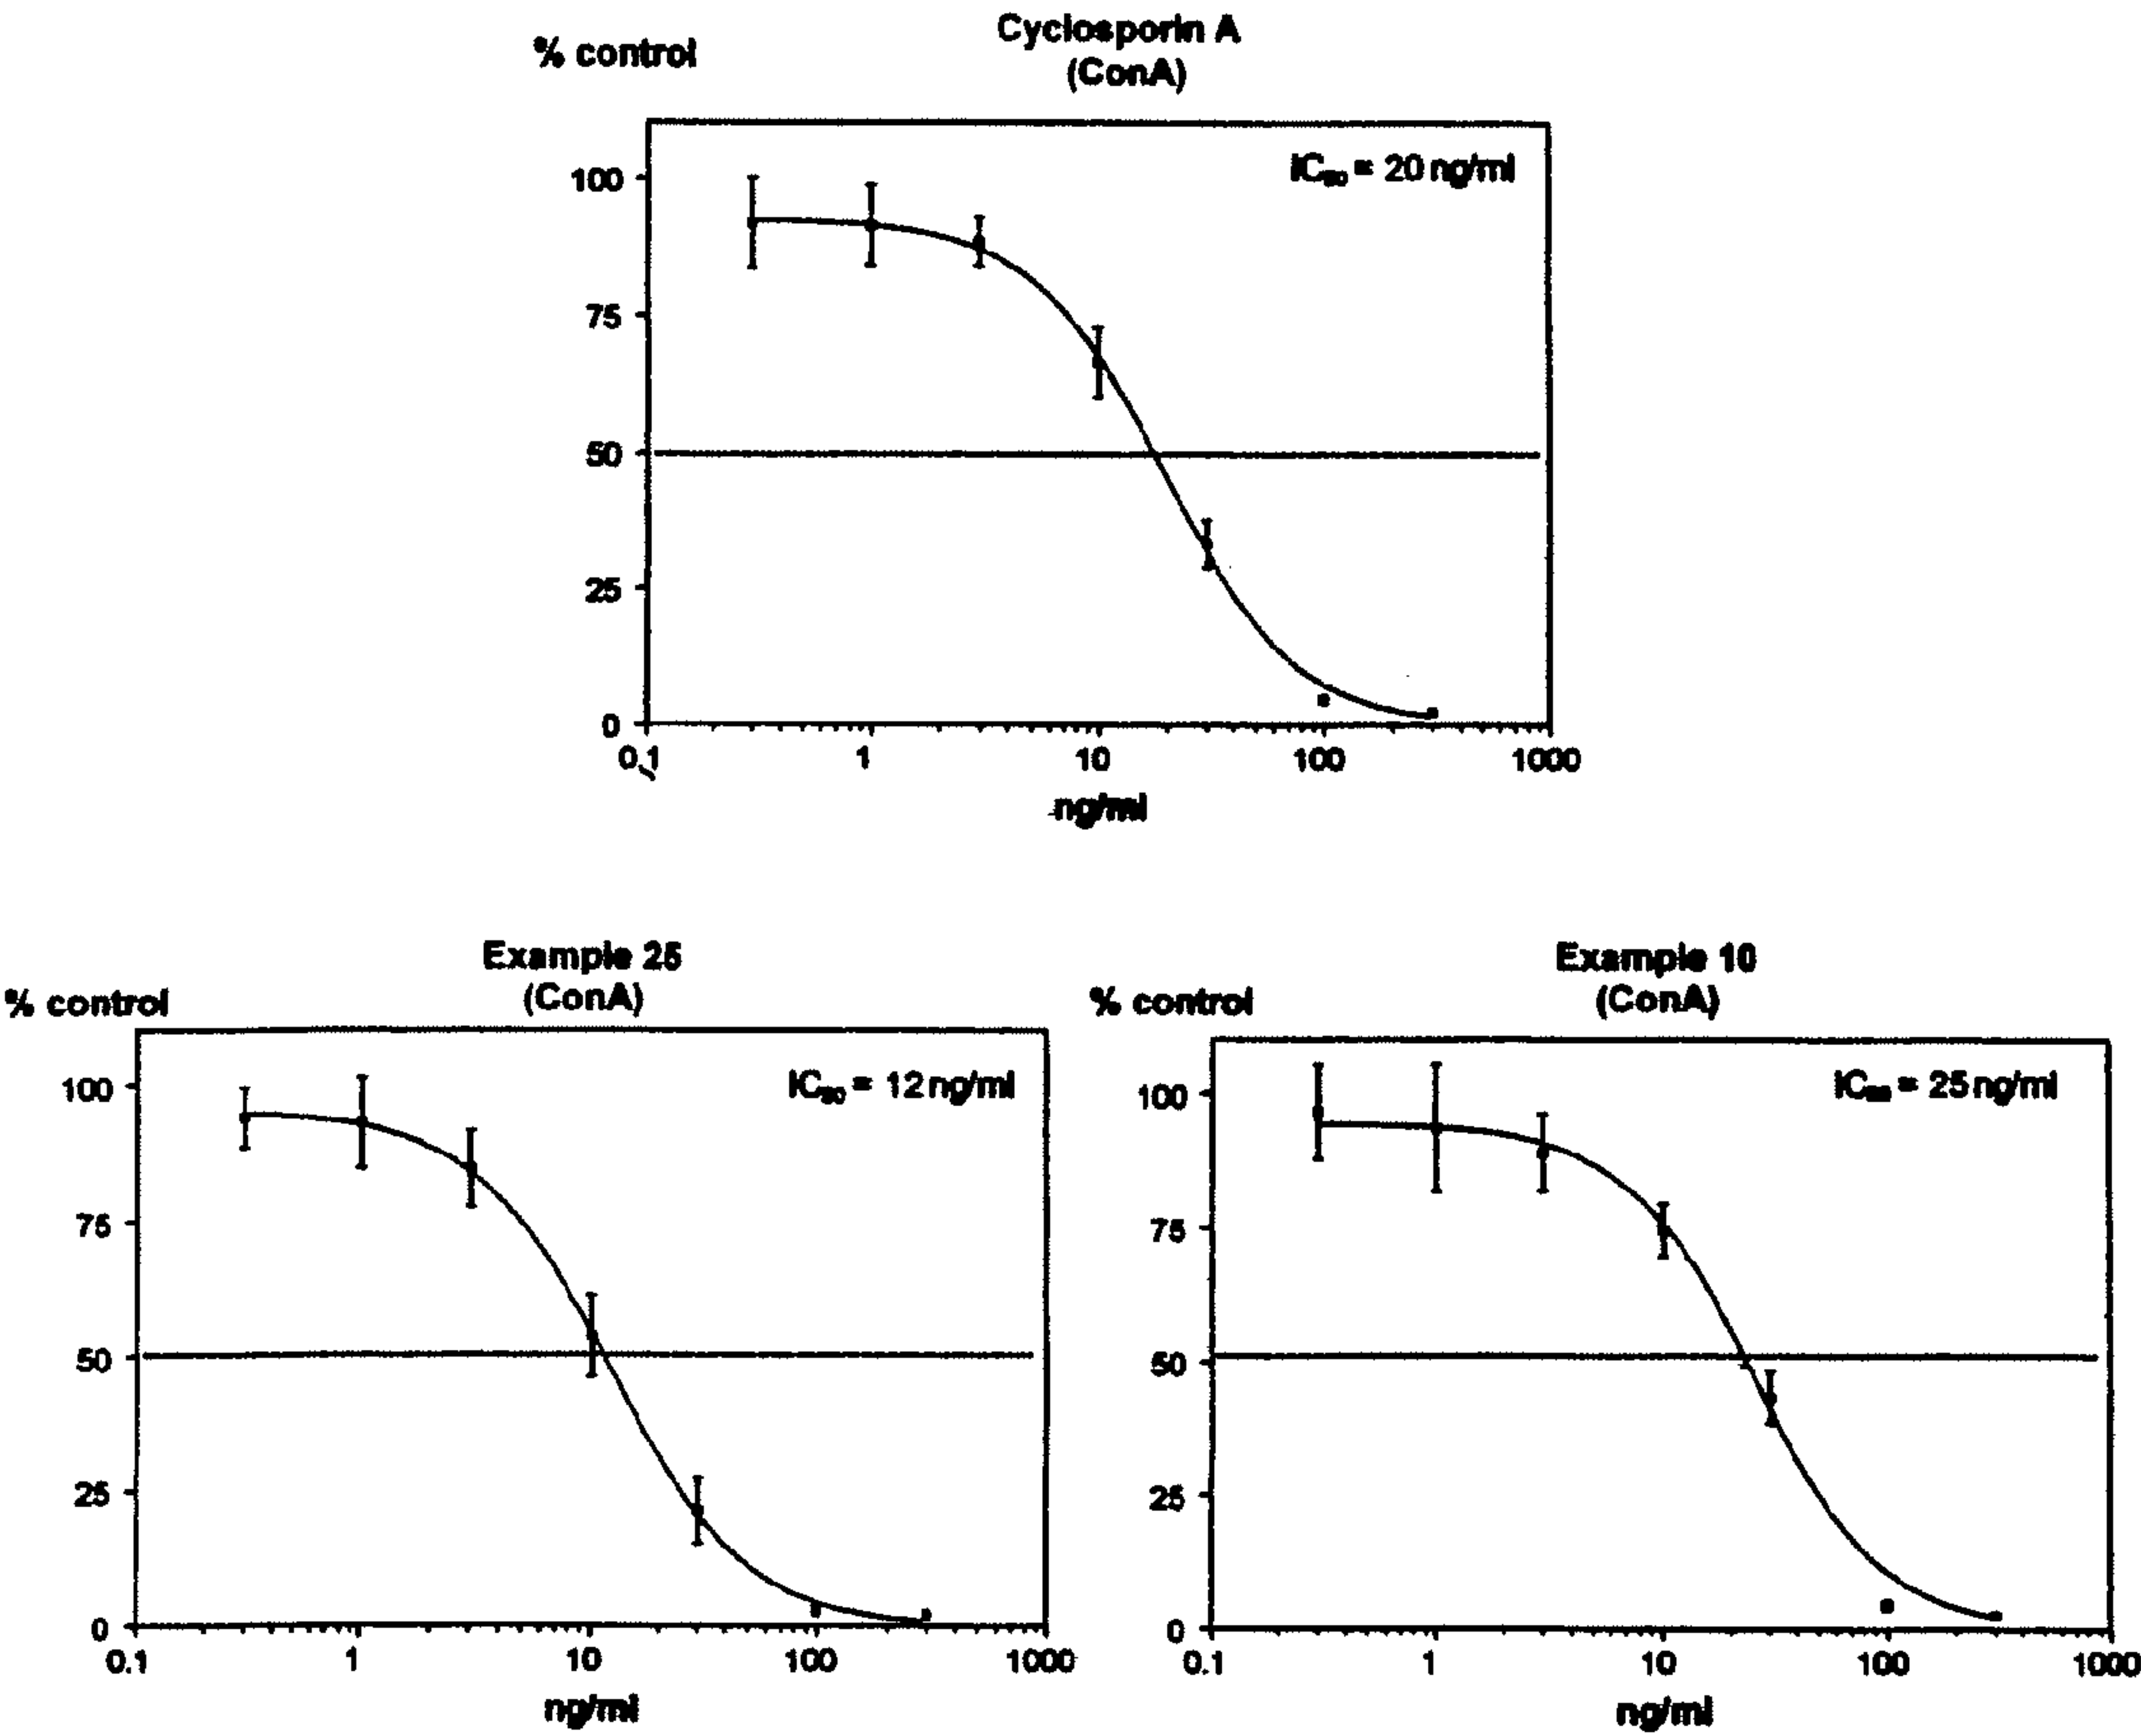 % control
Cyclosporin A
(ConA)
IC₅₀ = 20 ng/ml
100
75
50
25
0
0.1 1 10 100 1000
ng/ml
% control
Example 25
(ConA)
IC₅₀ = 12 ng/ml
100
75
50
25
0
0.1 1 10 100 1000
ng/ml
% control
Example 10
(ConA)
IC₅₀ = 25 ng/ml
100
75
50
25
0
0.1 1 10 100 1000
ng/ml